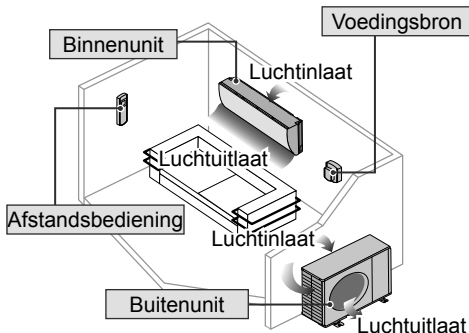 Voedingsbron
Binnenunit
Luchtinlaat
Luchtuitlaat
Afstandsbediening
Luchtinlaat
Buitenunit
Luchtuitlaat